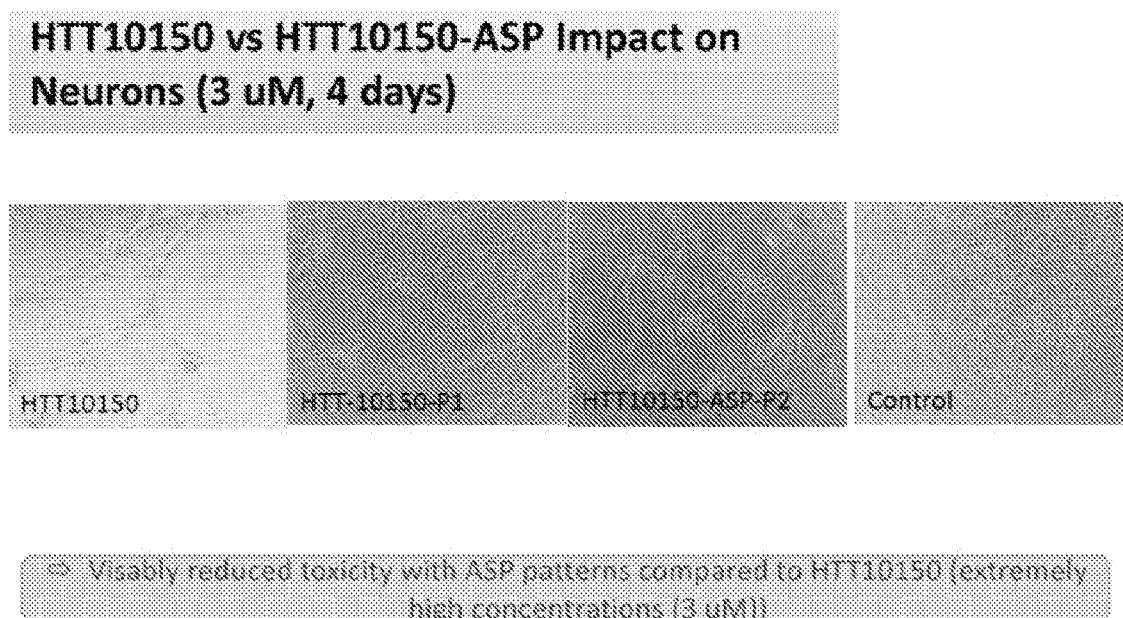 HTT10150 vs HTT10150-ASP Impact on
Neurons (3 uM, 4 days)
HTT10150
HTT-10150-P1
HTT10150-ASP-P2
Control
⇨ Visably reduced toxicity with ASP patterns compared to HTT10150 (extremely
high concentrations (3 uM))